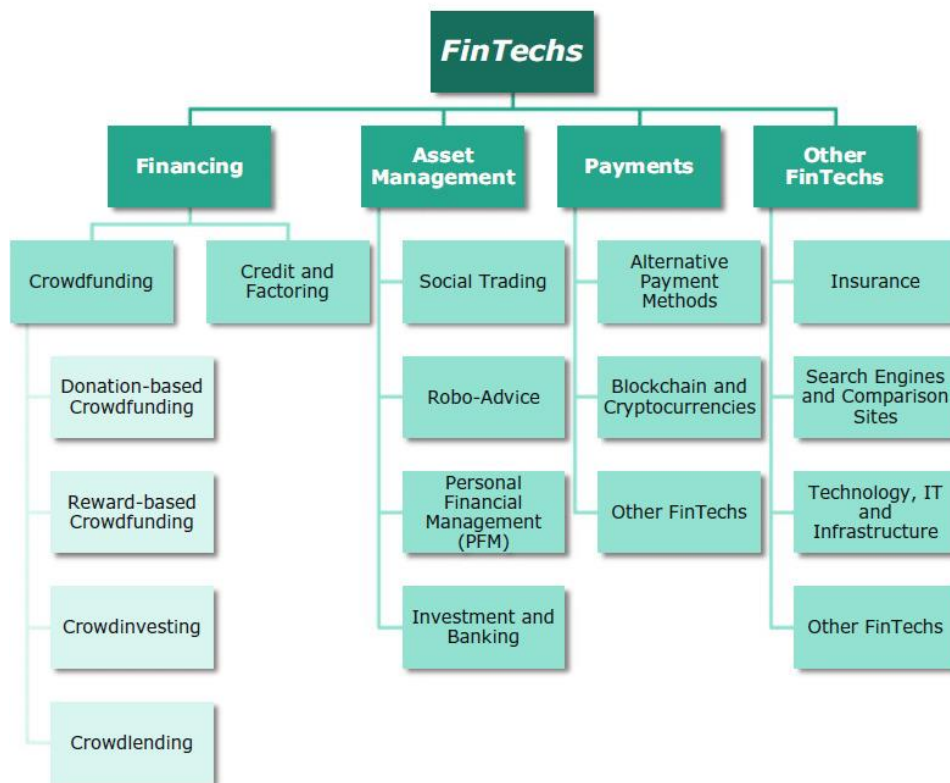 FinTechs
Financing
Asset
Management
Payments
Other
FinTechs
Crowdfunding
Credit and
Factoring
Social Trading
Alternative
Payment
Methods
Insurance
Donation-based
Crowdfunding
Robo-Advice
Blockchain and
Cryptocurrencies
Search Engines
and Comparison
Sites
Reward-based
Crowdfunding
Personal
Financial
Management
(PFM)
Other FinTechs
Technology, IT
and
Infrastructure
Crowdinvesting
Investment and
Banking
Other FinTechs
Crowdlending